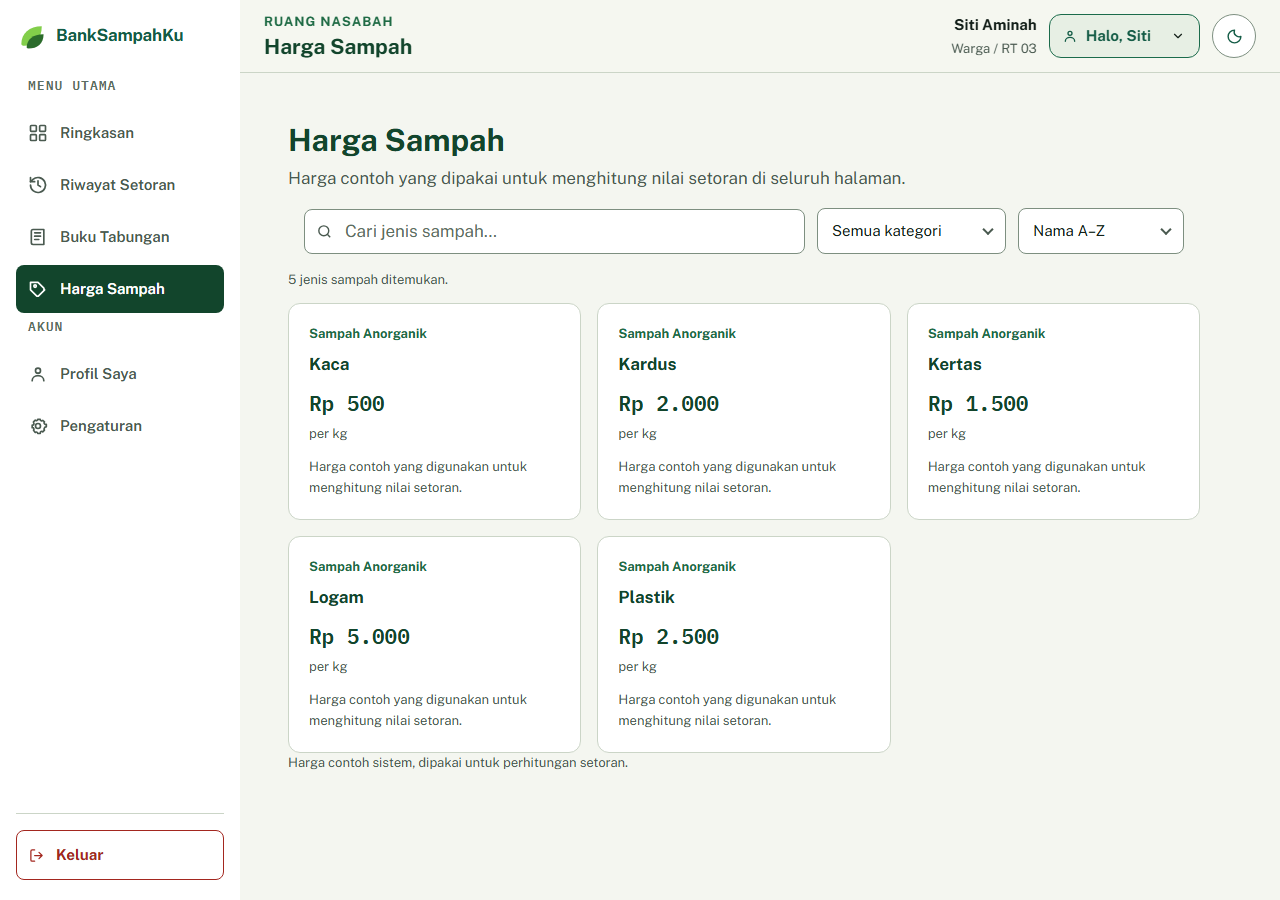 BankSampahKu
MENU UTAMA
Ringkasan
Riwayat Setoran
Buku Tabungan
Harga Sampah
AKUN
Profil Saya
Pengaturan
Keluar
RUANG NASABAH
Harga Sampah
Siti Aminah
Warga / RT 03
Halo, Siti
Harga Sampah
Harga contoh yang dipakai untuk menghitung nilai setoran di seluruh halaman.
Cari jenis sampah...
Semua kategori
Nama A–Z
5 jenis sampah ditemukan.
Sampah Anorganik
Kaca
Rp 500
per kg
Harga contoh yang digunakan untuk
menghitung nilai setoran.
Sampah Anorganik
Kardus
Rp 2.000
per kg
Harga contoh yang digunakan untuk
menghitung nilai setoran.
Sampah Anorganik
Kertas
Rp 1.500
per kg
Harga contoh yang digunakan untuk
menghitung nilai setoran.
Sampah Anorganik
Logam
Rp 5.000
per kg
Harga contoh yang digunakan untuk
menghitung nilai setoran.
Sampah Anorganik
Plastik
Rp 2.500
per kg
Harga contoh yang digunakan untuk
menghitung nilai setoran.
Harga contoh sistem, dipakai untuk perhitungan setoran.